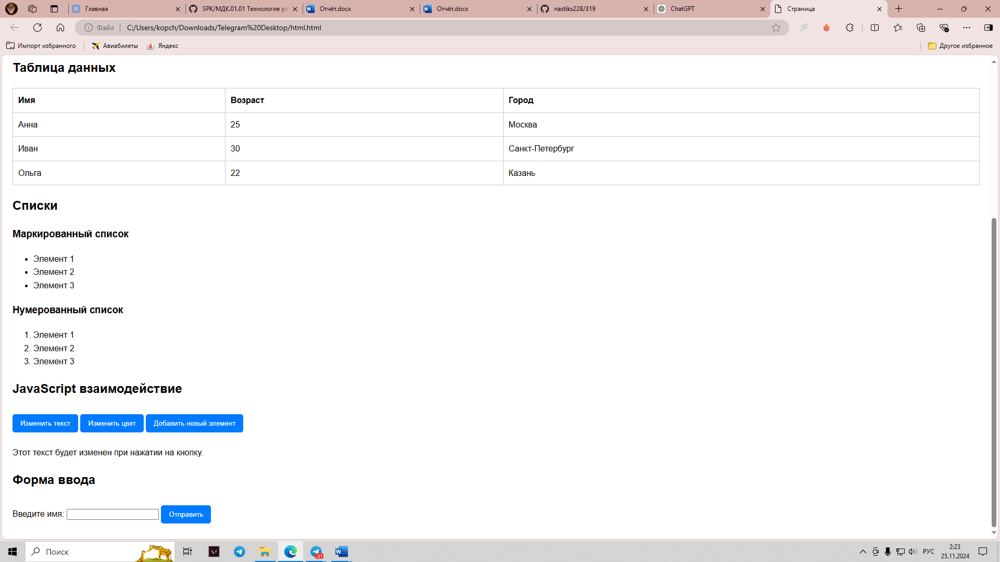 Главная
SPK/МДК.01.01 Технология ра
Отчёт.docx
Отчёт.docx
nastiks228/319
ChatGPT
Страница
Файл
C:/Users/kopch/Downloads/Telegram%20Desktop/html.html
Импорт избранного
Авиабилеты
Яндекс
Другое избранное
Таблица данных
Имя Возраст Город
Анна 25 Москва
Иван 30 Санкт-Петербург
Ольга 22 Казань
Списки
Маркированный список
• Элемент 1
• Элемент 2
• Элемент 3
Нумерованный список
1. Элемент 1
2. Элемент 2
3. Элемент 3
JavaScript взаимодействие
Изменить текст Изменить цвет Добавить новый элемент
Этот текст будет изменен при нажатии на кнопку.
Форма ввода
Введите имя: Отправить
Поиск
21
РУС
2:23
25.11.2024